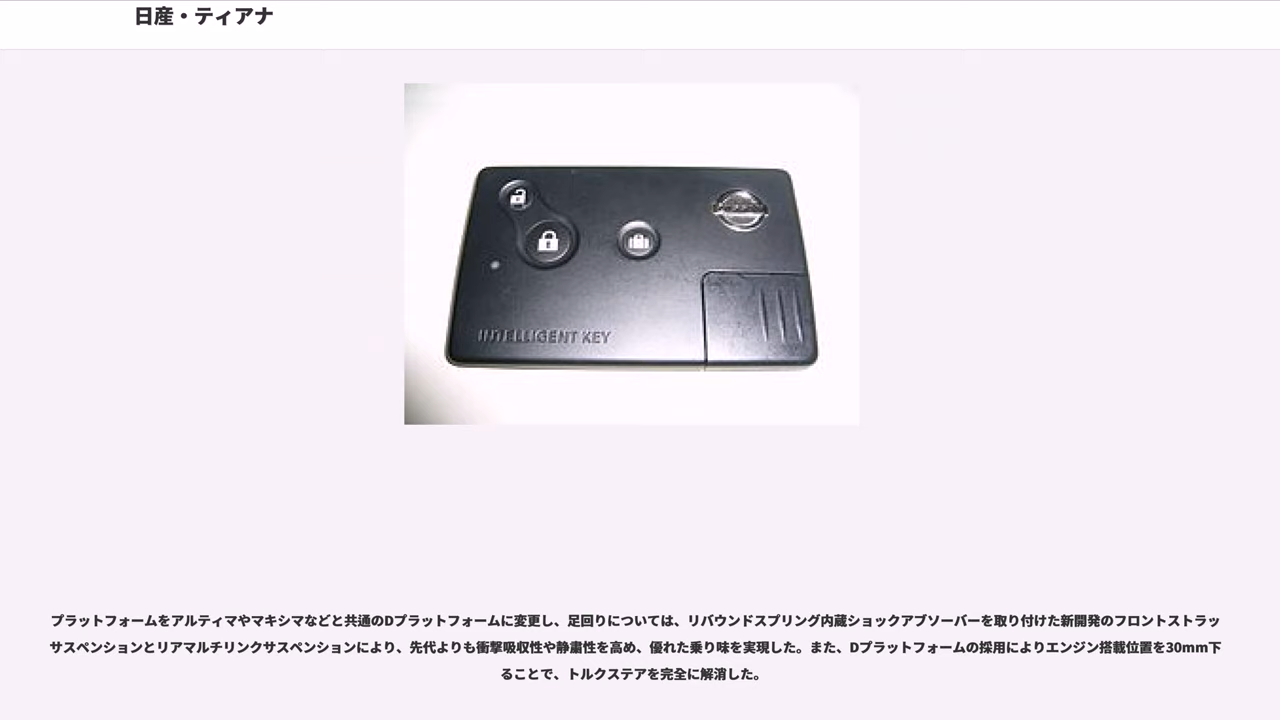 日産・ティアナ
INTELLIGENT KEY
プラットフォームをアルティマやマキシマなどと共通のDプラットフォームに変更し、足回りについては、リバウンドスプリング内蔵ショックアブソーバーを取り付けた新開発のフロントストラッ
サスペンションとリアマルチリンクサスペンションにより、先代よりも衝撃吸収性や静粛性を高め、優れた乗り味を実現した。また、Dプラットフォームの採用によりエンジン搭載位置を30mm下
ることで、トルクステアを完全に解消した。